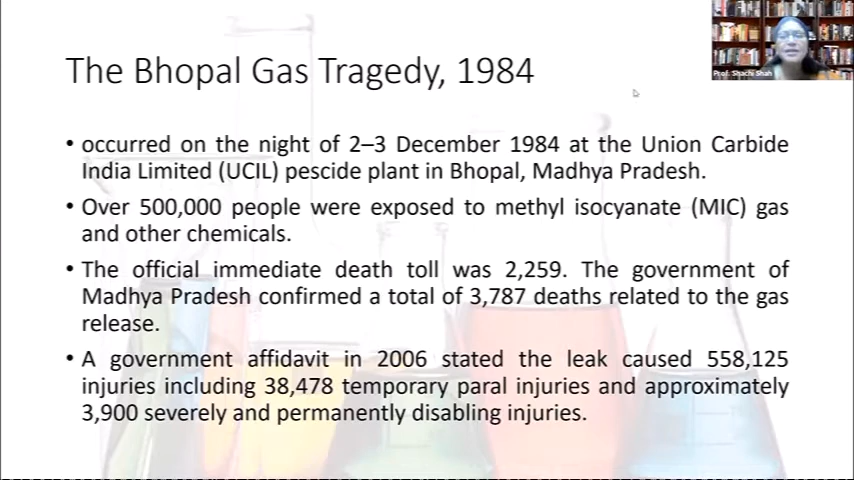 The Bhopal Gas Tragedy, 1984
Prof. Shachi Shah
• occurred on the night of 2–3 December 1984 at the Union Carbide
India Limited (UCIL) pescide plant in Bhopal, Madhya Pradesh.
• Over 500,000 people were exposed to methyl isocyanate (MIC) gas
and other chemicals.
• The official immediate death toll was 2,259. The government of
Madhya Pradesh confirmed a total of 3,787 deaths related to the gas
release.
• A government affidavit in 2006 stated the leak caused 558,125
injuries including 38,478 temporary paral injuries and approximately
3,900 severely and permanently disabling injuries.